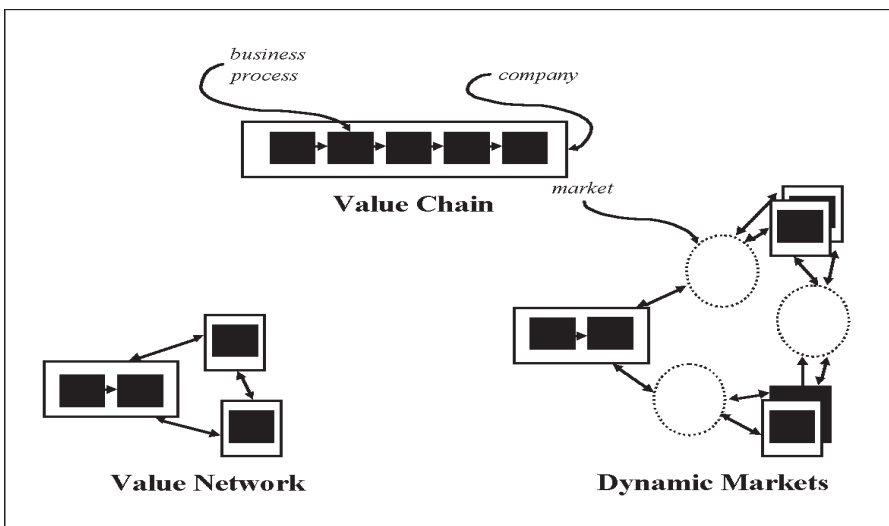 business
process
company
Value Chain
market
Value Network
Dynamic Markets